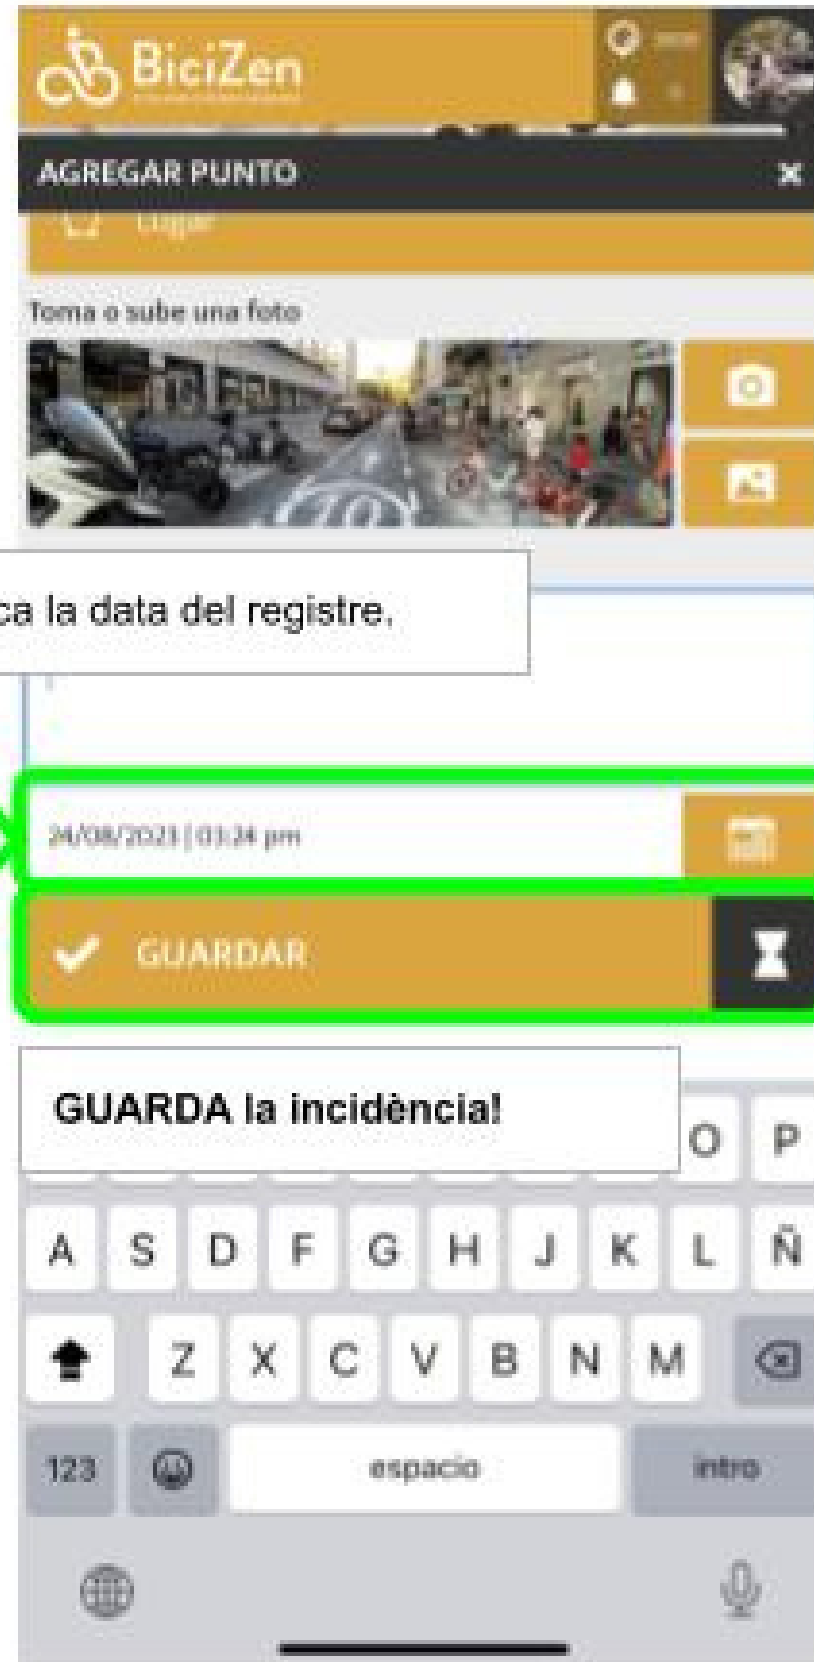 BiciZen
AGREGAR PUNTO
Lugar
Toma o sube una foto
ca la data del registre.
24/08/2023 | 03:24 pm
GUARDAR
GUARDA la incidència!
O P
A S D F G H J K L Ñ
Z X C V B N M
123 espacio intro